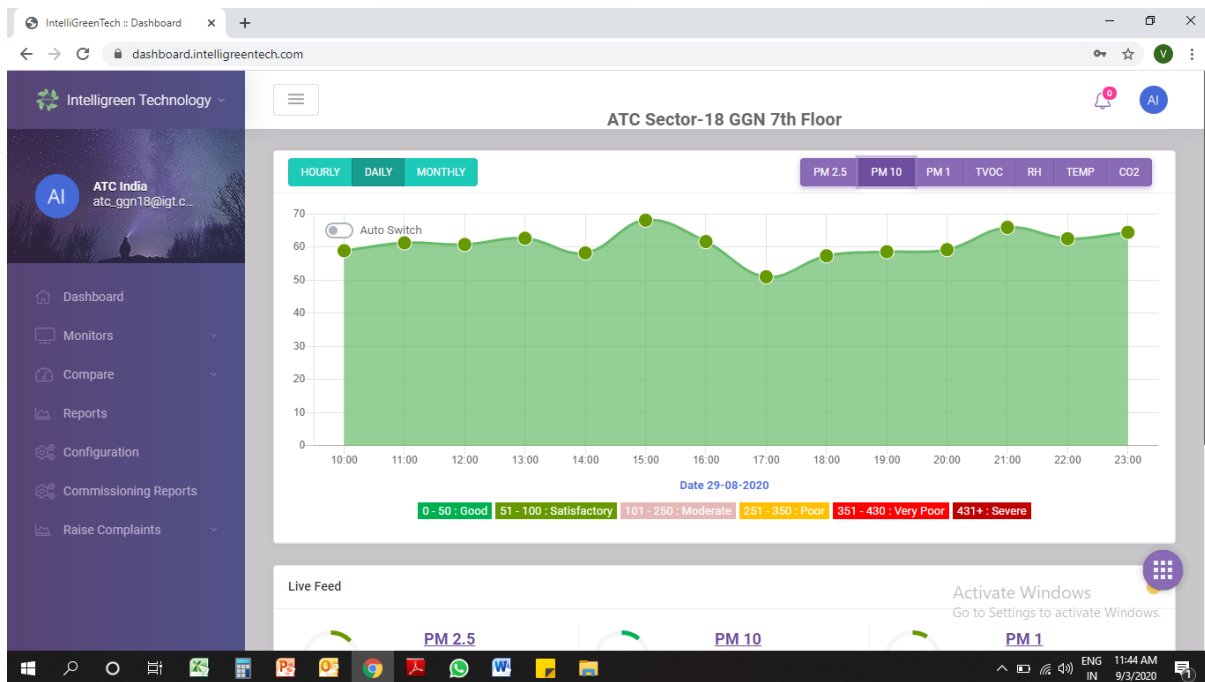 IntelliGreenTech :: Dashboard
dashboard.intelligreentech.com
V
Intelligreen Technology
0
AI
ATC Sector-18 GGN 7th Floor
AI
ATC India
atc_ggn18@igt.c...
Dashboard
Monitors
Compare
Reports
Configuration
Commissioning Reports
Raise Complaints
HOURLY DAILY MONTHLY
PM 2.5 PM 10 PM 1 TVOC RH TEMP CO2
Auto Switch
70
60
50
40
30
20
10
0
10:00 11:00 12:00 13:00 14:00 15:00 16:00 17:00 18:00 19:00 20:00 21:00 22:00 23:00
Date 29-08-2020
0 - 50 : Good 51 - 100 : Satisfactory 101 - 250 : Moderate 251 - 350 : Poor 351 - 430 : Very Poor 431+ : Severe
Live Feed
PM 2.5 PM 10 PM 1
Activate Windows
Go to Settings to activate Windows.
ENG 11:44 AM
IN 9/3/2020
1